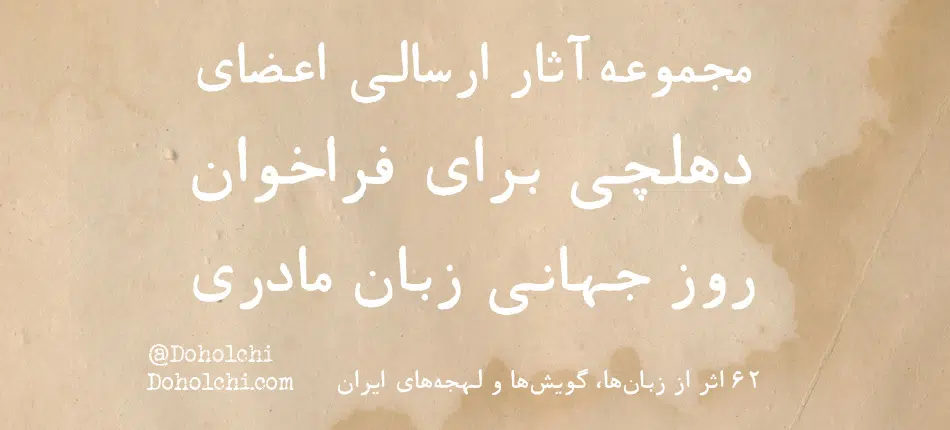 مجموعه آثار ارسالی اعضای
دهلچی برای فراخوان
روز جهانی زبان مادری
۶۲ اثر از زبان‌ها، گویش‌ها و لهجه‌های ایران
@Doholchi
Doholchi.com